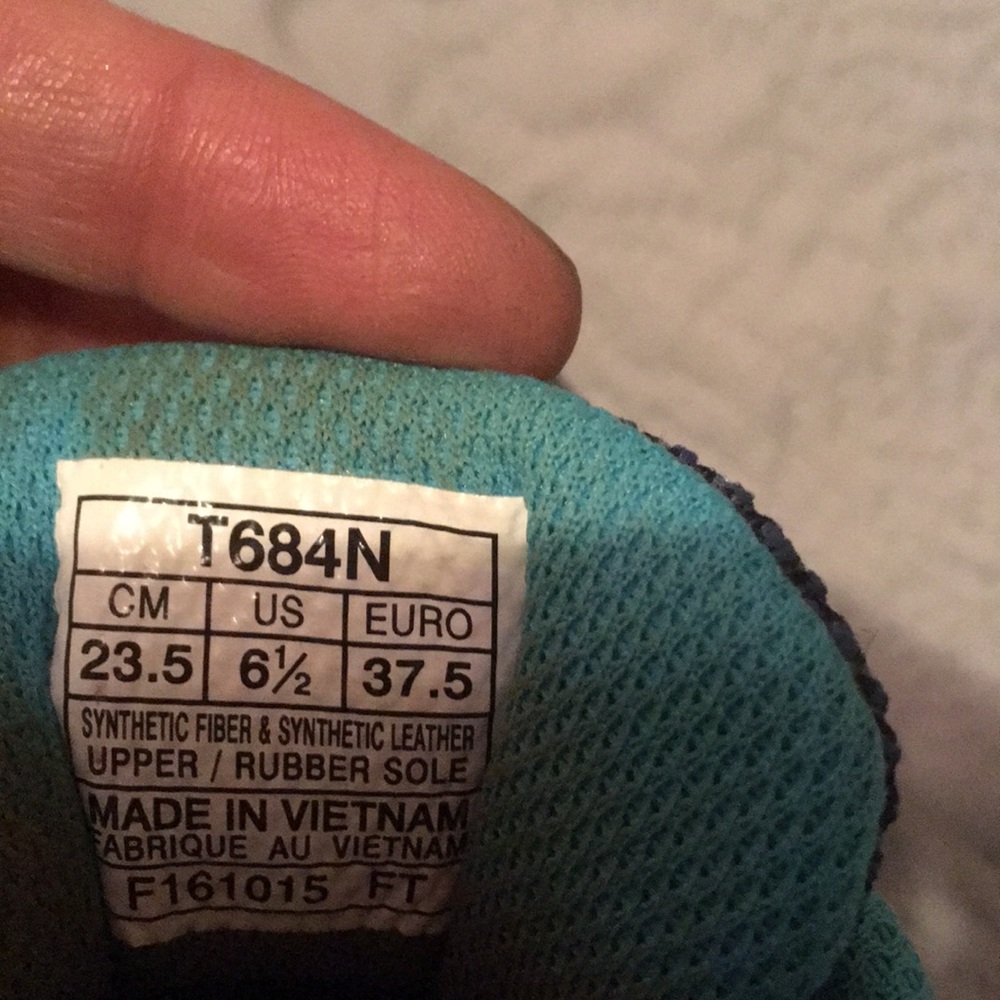 T684N
CM US EURO
23.5 6½ 37.5
SYNTHETIC FIBER & SYNTHETIC LEATHER
UPPER / RUBBER SOLE
MADE IN VIETNAM
FABRIQUE AU VIETNAM
F161015 FT